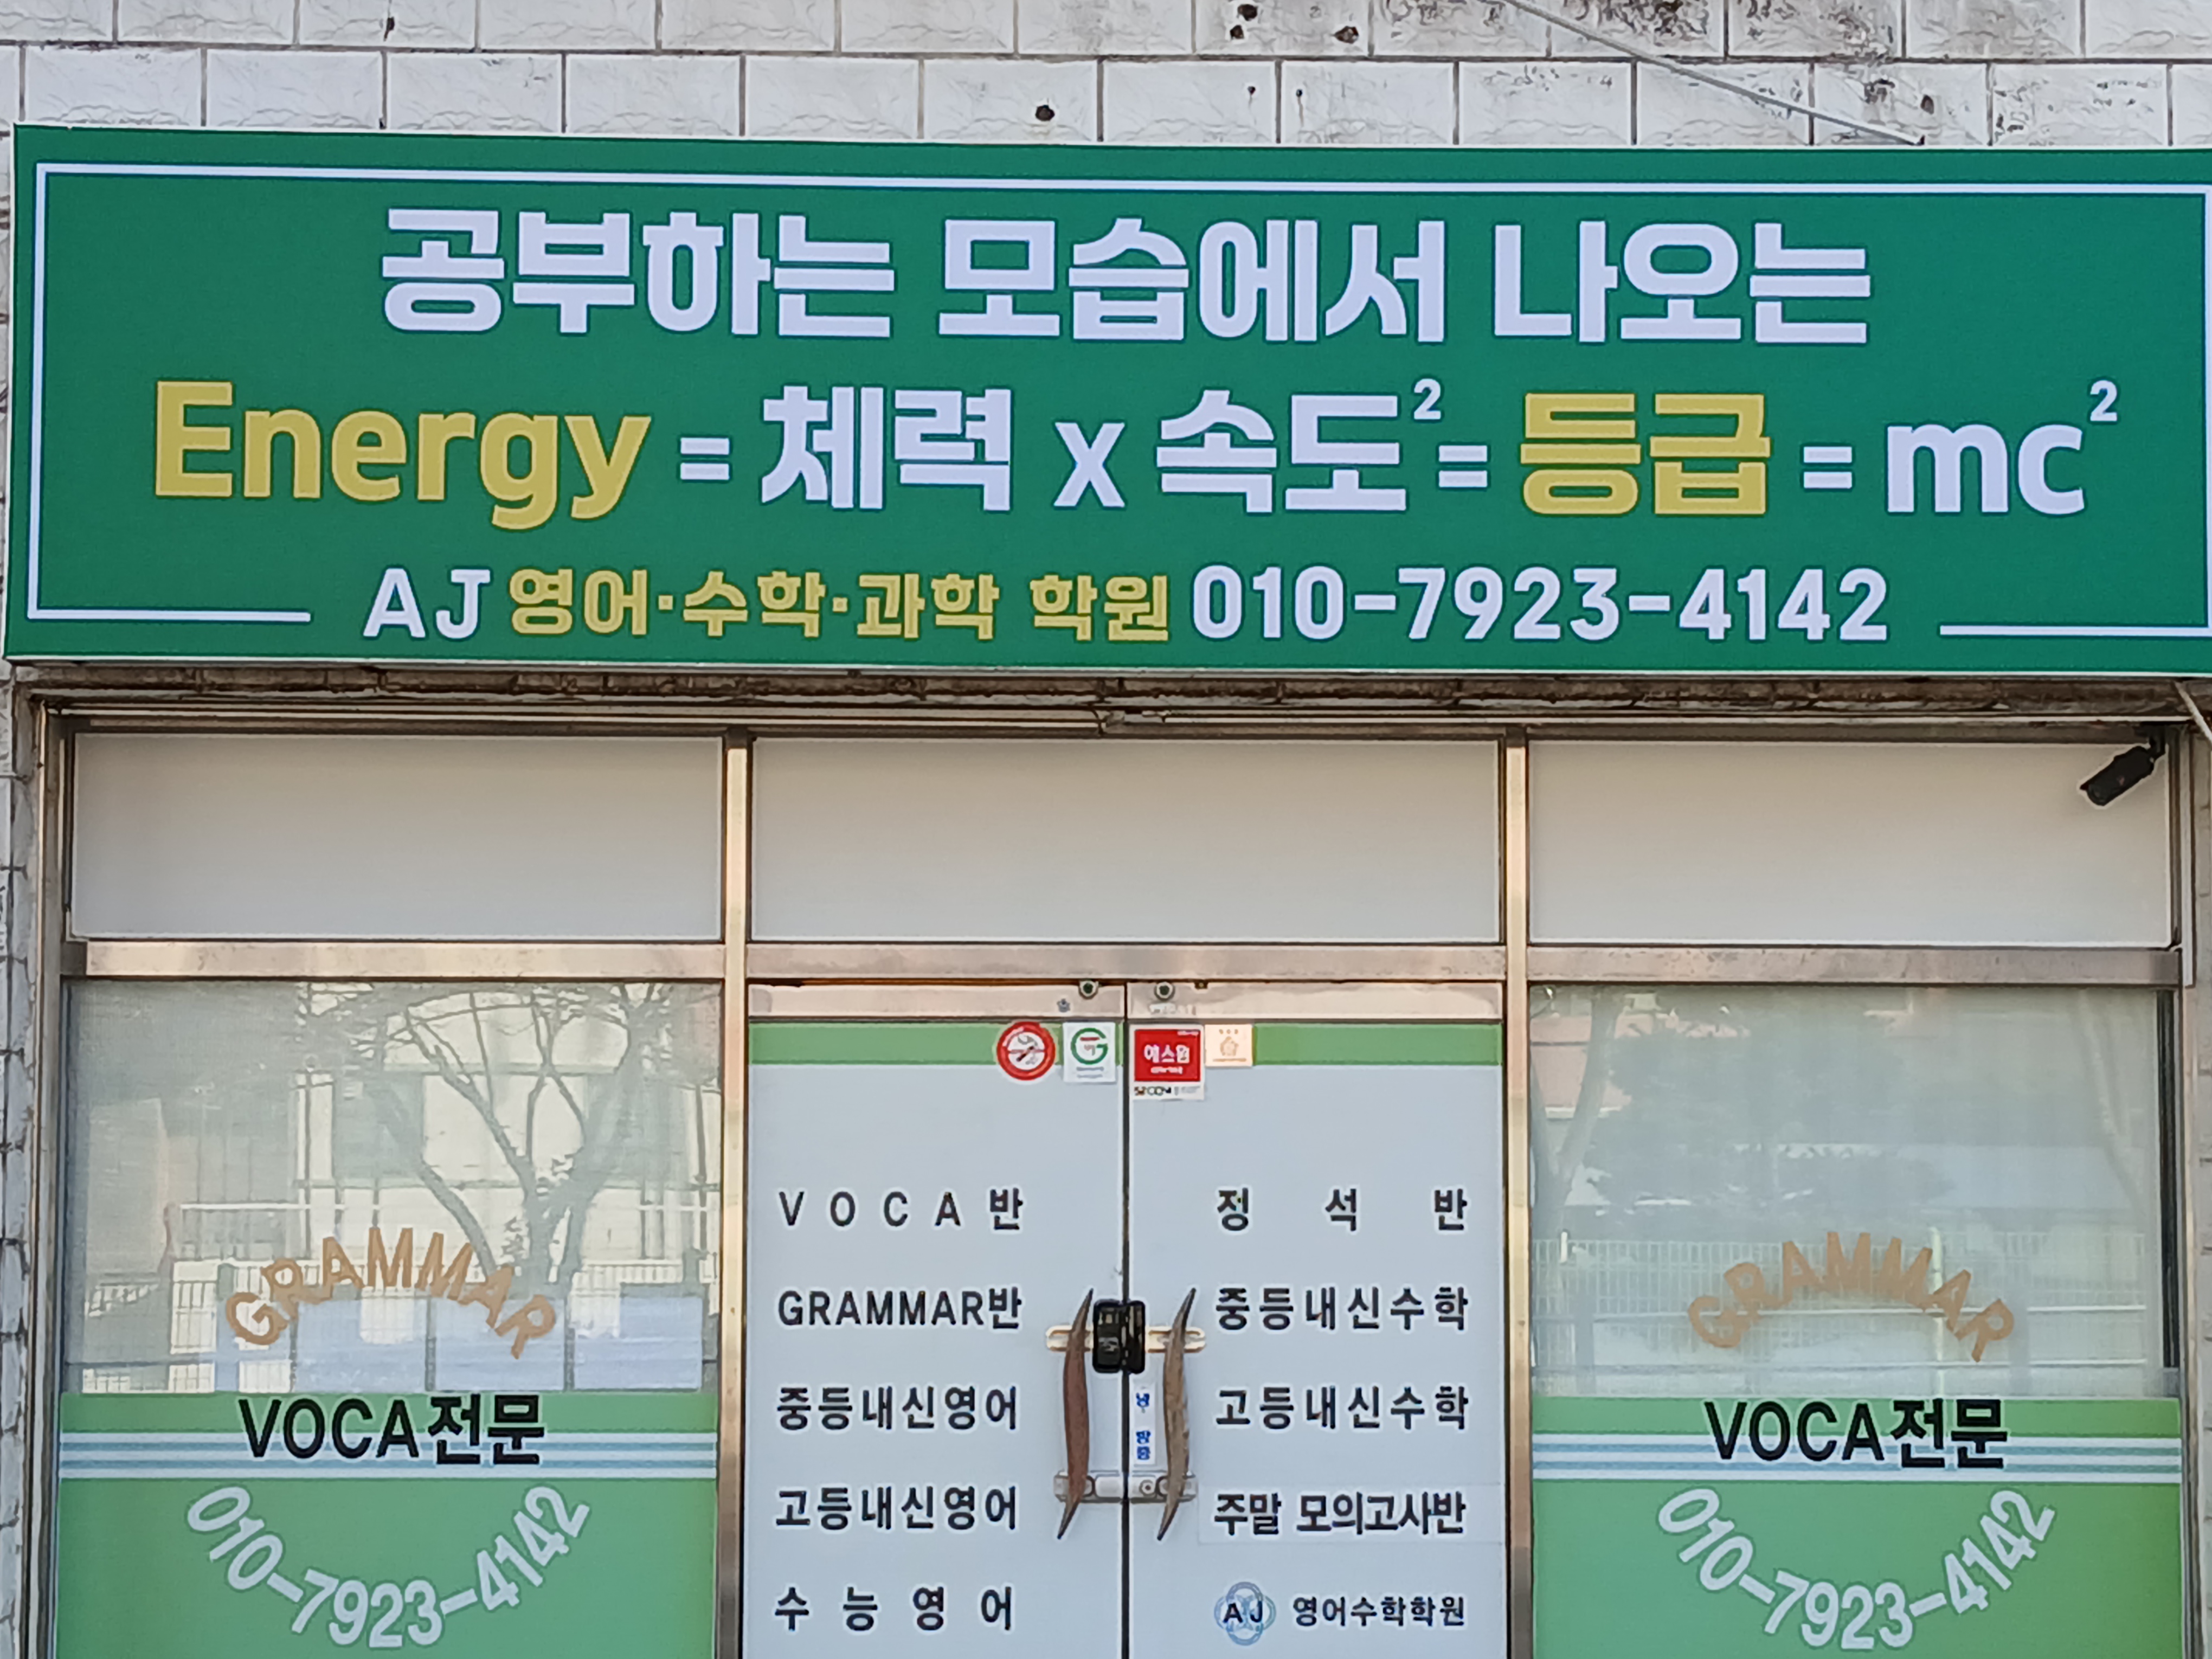 공부하는 모습에서 나오는
Energy = 체력 x 속도² = 등급 = mc²
AJ 영어·수학·과학 학원 010-7923-4142
에스원
VOCA반
GRAMMAR반
중등내신영어
고등내신영어
수능영어
정석반
중등내신수학
고등내신수학
주말 모의고사반
AJ 영어수학학원
GRAMMAR
VOCA전문
010-7923-4142
GRAMMAR
VOCA전문
010-7923-4142